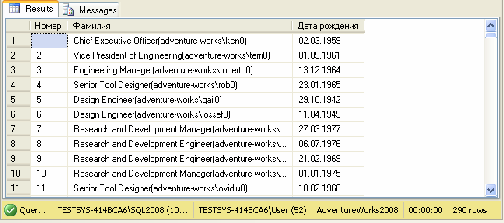 Results Messages
Номер Фамилия Дата рождения
1 Chief Executive Officer(adventure-works\ken0) 02.03.1959
2 2 Vice President of Engineering(adventure-works\terri0) 01.09.1961
3 3 Engineering Manager(adventure-works\roberto0) 13.12.1964
4 4 Senior Tool Designer(adventure-works\rob0) 23.01.1965
5 5 Design Engineer(adventure-works\gail0) 29.10.1942
6 6 Design Engineer(adventure-works\jossef0) 11.04.1949
7 7 Research and Development Manager(adventure-works\... 27.03.1977
8 8 Research and Development Engineer(adventure-works\... 06.07.1976
9 9 Research and Development Engineer(adventure-works\... 21.02.1969
10 10 Research and Development Manager(adventure-works\... 01.01.1975
11 11 Senior Tool Designer(adventure-works\ovidiu0) 18.02.1968
Quer... TESTSYS-414BCA6\SQL2008 (10.... TESTSYS-414BCA6\User (52) AdventureWorks2008 00:00:00 290 rows